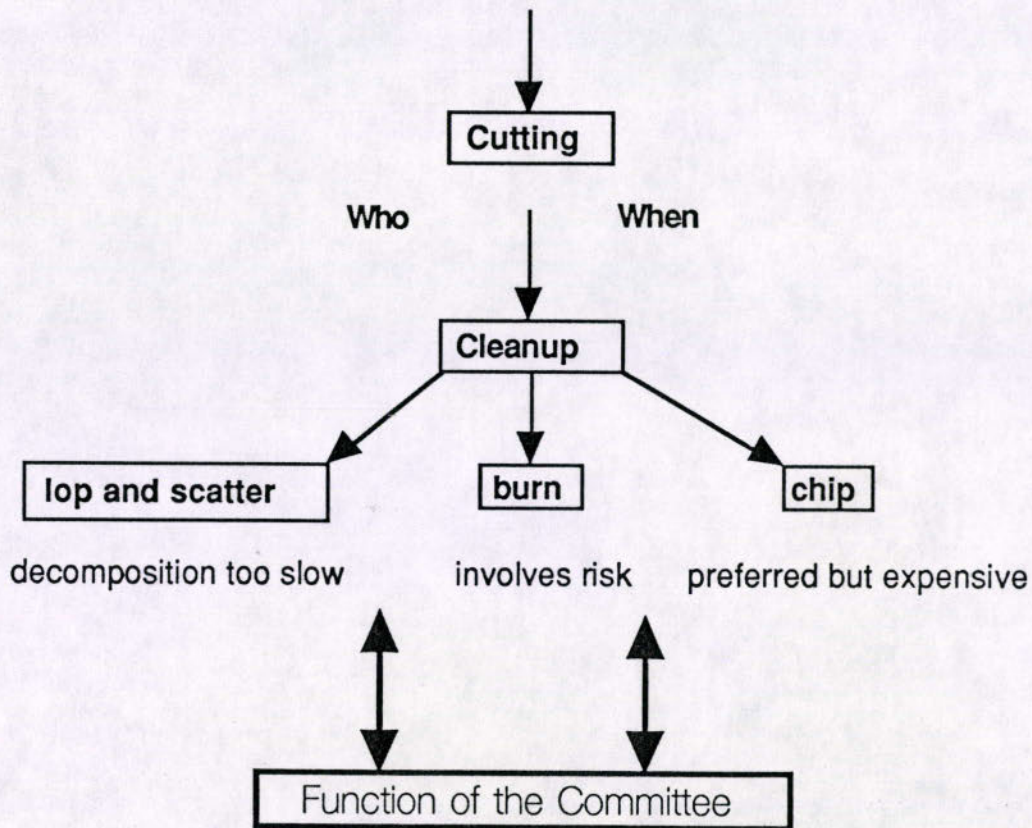 Cutting
Who When
Cleanup
lop and scatter burn chip
decomposition too slow involves risk preferred but expensive
Function of the Committee